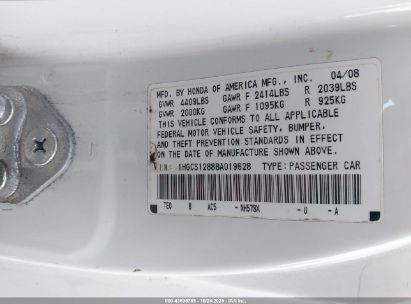 MFD. BY HONDA OF AMERICA MFG., INC. 04/08
GVWR 4409LBS GAWR F 2414LBS R 2039LBS
GVWR 2000KG GAWR F 1095KG R 925KG
THIS VEHICLE CONFORMS TO ALL APPLICABLE
FEDERAL MOTOR VEHICLE SAFETY, BUMPER,
AND THEFT PREVENTION STANDARDS IN EFFECT
ON THE DATE OF MANUFACTURE SHOWN ABOVE.
V.I.N.: 1HGCS12888A019628 TYPE: PASSENGER CAR
TE0 8 AC5 - NH578X - U - A